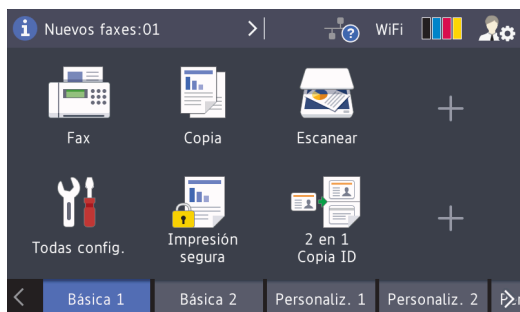 Nuevos faxes:01
WiFi
Fax
Copia
Escanear
Todas config.
Impresión
segura
2 en 1
Copia ID
Básica 1
Básica 2
Personaliz. 1
Personaliz. 2